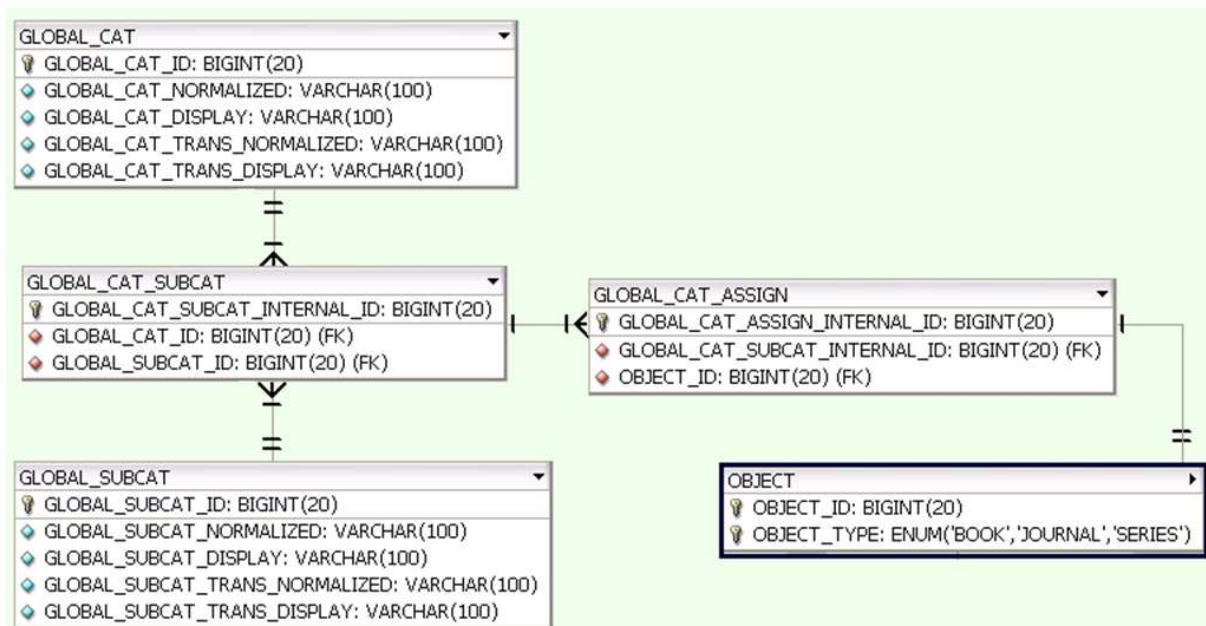 GLOBAL_CAT
GLOBAL_CAT_ID: BIGINT(20)
GLOBAL_CAT_NORMALIZED: VARCHAR(100)
GLOBAL_CAT_DISPLAY: VARCHAR(100)
GLOBAL_CAT_TRANS_NORMALIZED: VARCHAR(100)
GLOBAL_CAT_TRANS_DISPLAY: VARCHAR(100)
GLOBAL_CAT_SUBCAT
GLOBAL_CAT_SUBCAT_INTERNAL_ID: BIGINT(20)
GLOBAL_CAT_ID: BIGINT(20) (FK)
GLOBAL_SUBCAT_ID: BIGINT(20) (FK)
GLOBAL_CAT_ASSIGN
GLOBAL_CAT_ASSIGN_INTERNAL_ID: BIGINT(20)
GLOBAL_CAT_SUBCAT_INTERNAL_ID: BIGINT(20) (FK)
OBJECT_ID: BIGINT(20) (FK)
GLOBAL_SUBCAT
GLOBAL_SUBCAT_ID: BIGINT(20)
GLOBAL_SUBCAT_NORMALIZED: VARCHAR(100)
GLOBAL_SUBCAT_DISPLAY: VARCHAR(100)
GLOBAL_SUBCAT_TRANS_NORMALIZED: VARCHAR(100)
GLOBAL_SUBCAT_TRANS_DISPLAY: VARCHAR(100)
OBJECT
OBJECT_ID: BIGINT(20)
OBJECT_TYPE: ENUM('BOOK','JOURNAL','SERIES')